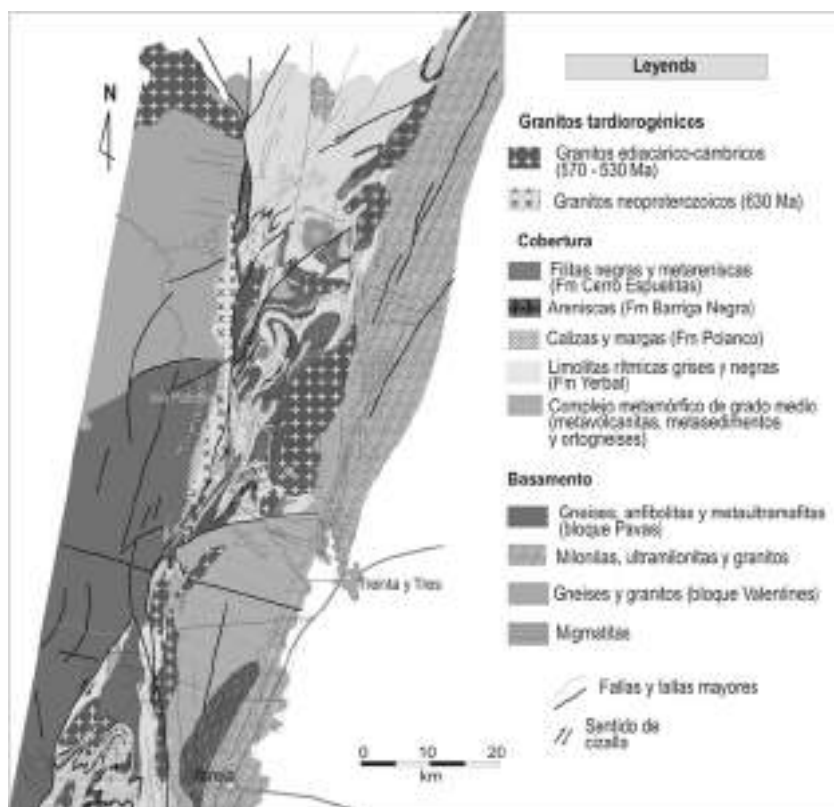 Leyenda
N
Granitos tardiorogénicos
Granitos ediacárico-cámbricos
(570 - 530 Ma)
Granitos neoproterozoicos (630 Ma)
Cobertura
Filitas negras y metareniscas
(Fm Cerro Espuelitas)
Areniscas (Fm Barriga Negra)
Calizas y margas (Fm Polanco)
Limolitas rítmicas grises y negras
(Fm Yerbal)
Complejo metamórfico de grado medio
(metavolcanitas, metasedimentos
y ortogneises)
Basamento
Gneises, anfibolitas y metaultramafitas
(bloque Pavas)
Milonitas, ultramilonitas y granitos
Treinta y Tres
Gneises y granitos (bloque Valentines)
Migmatitas
Fallas y fallas mayores
Sentido de
cizalla
0 10 20
km